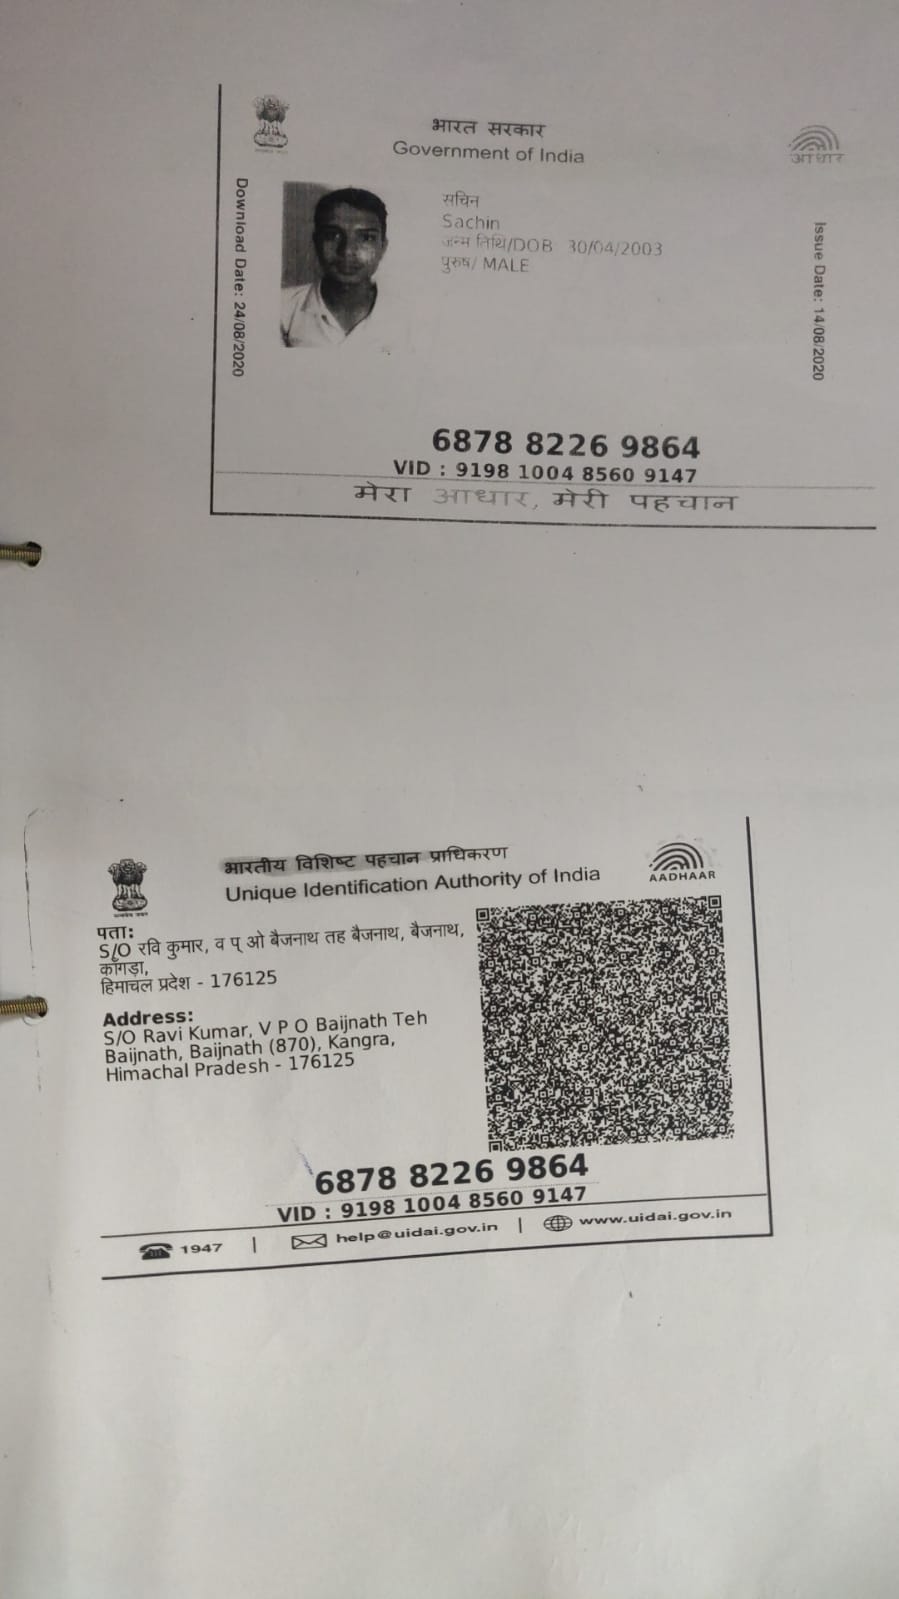 भारत सरकार
Government of India
आधार
Download Date: 24/08/2020
सचिन
Sachin
जन्म तिथि/DOB 30/04/2003
पुरुष/ MALE
Issue Date: 14/08/2020
6878 8226 9864
VID : 9198 1004 8560 9147
मेरा आधार, मेरी पहचान
भारतीय विशिष्ट पहचान प्राधिकरण
Unique Identification Authority of India
AADHAAR
पता:
S/O रवि कुमार, व प् ओ बैजनाथ तह बैजनाथ, बैजनाथ,
काँगड़ा,
हिमाचल प्रदेश - 176125
Address:
S/O Ravi Kumar, V P O Baijnath Teh
Baijnath, Baijnath (870), Kangra,
Himachal Pradesh - 176125
6878 8226 9864
VID : 9198 1004 8560 9147
1947 | help@uidai.gov.in | www.uidai.gov.in